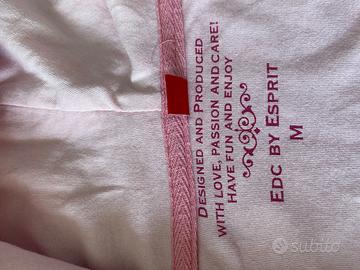 DESIGNED AND PRODUCED
WITH LOVE, PASSION AND CARE!
HAVE FUN AND ENJOY
EDC BY ESPRIT
M
subito